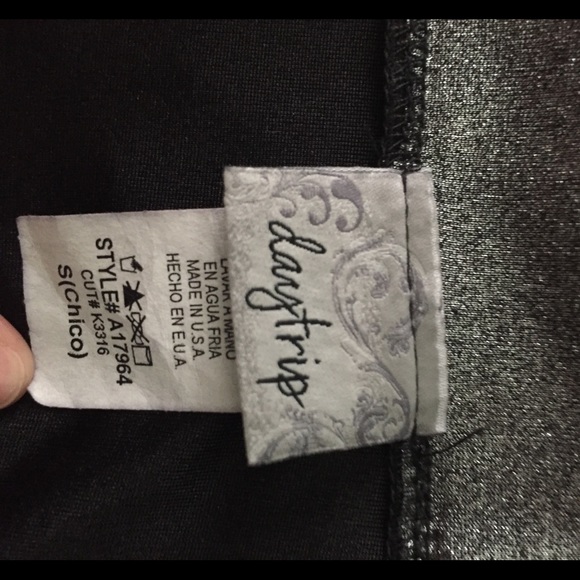 daytrip
LAVAR A MANO
EN AGUA FRIA
MADE IN U.S.A.
HECHO EN E.U.A.
STYLE# A17964
CUT# K3316
S(Chico)